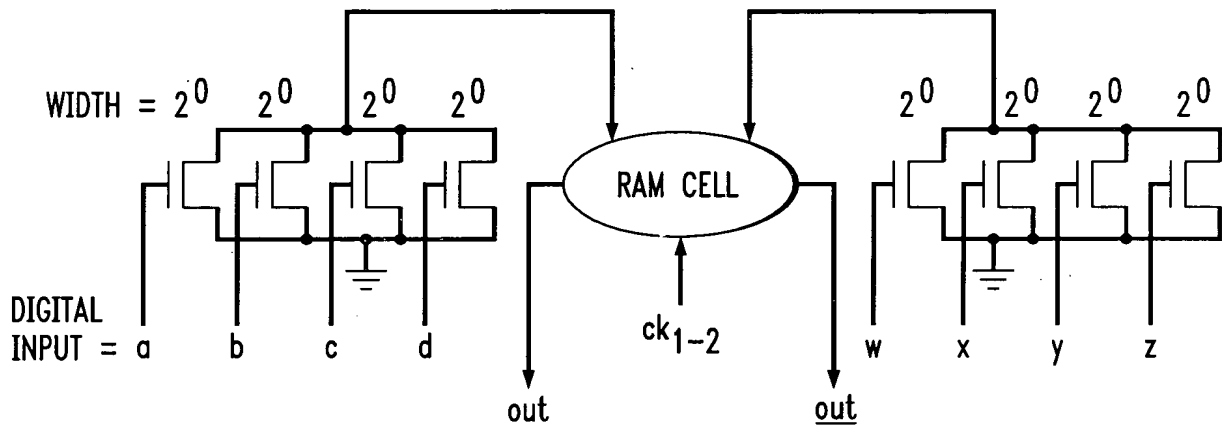 WIDTH = 2⁰ 2⁰ 2⁰ 2⁰
2⁰ 2⁰ 2⁰ 2⁰
RAM CELL
ck₁₋₂
DIGITAL
INPUT = a b c d
w x y z
out
out